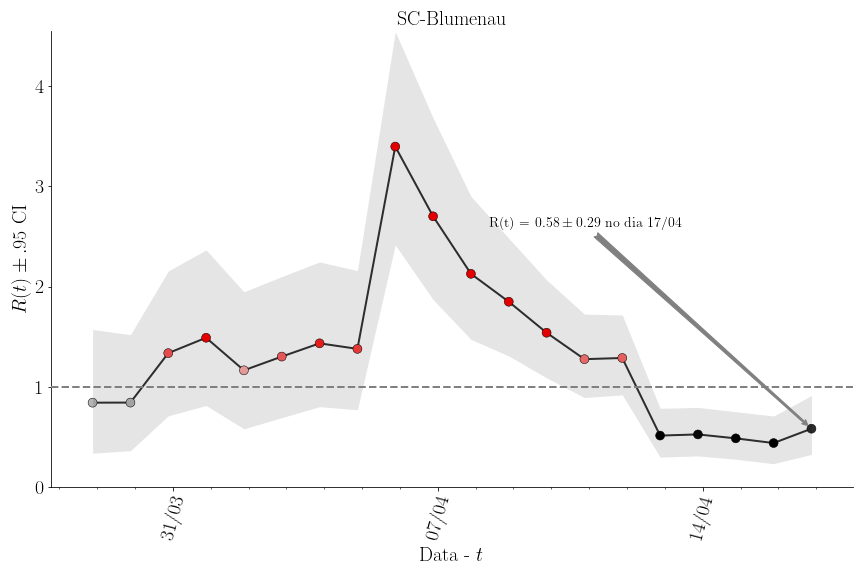 SC-Blumenau
4
3
2
1
0
R(t) ± .95 CI
R(t) = 0.58 ± 0.29 no dia 17/04
31/03
07/04
14/04
Data - t